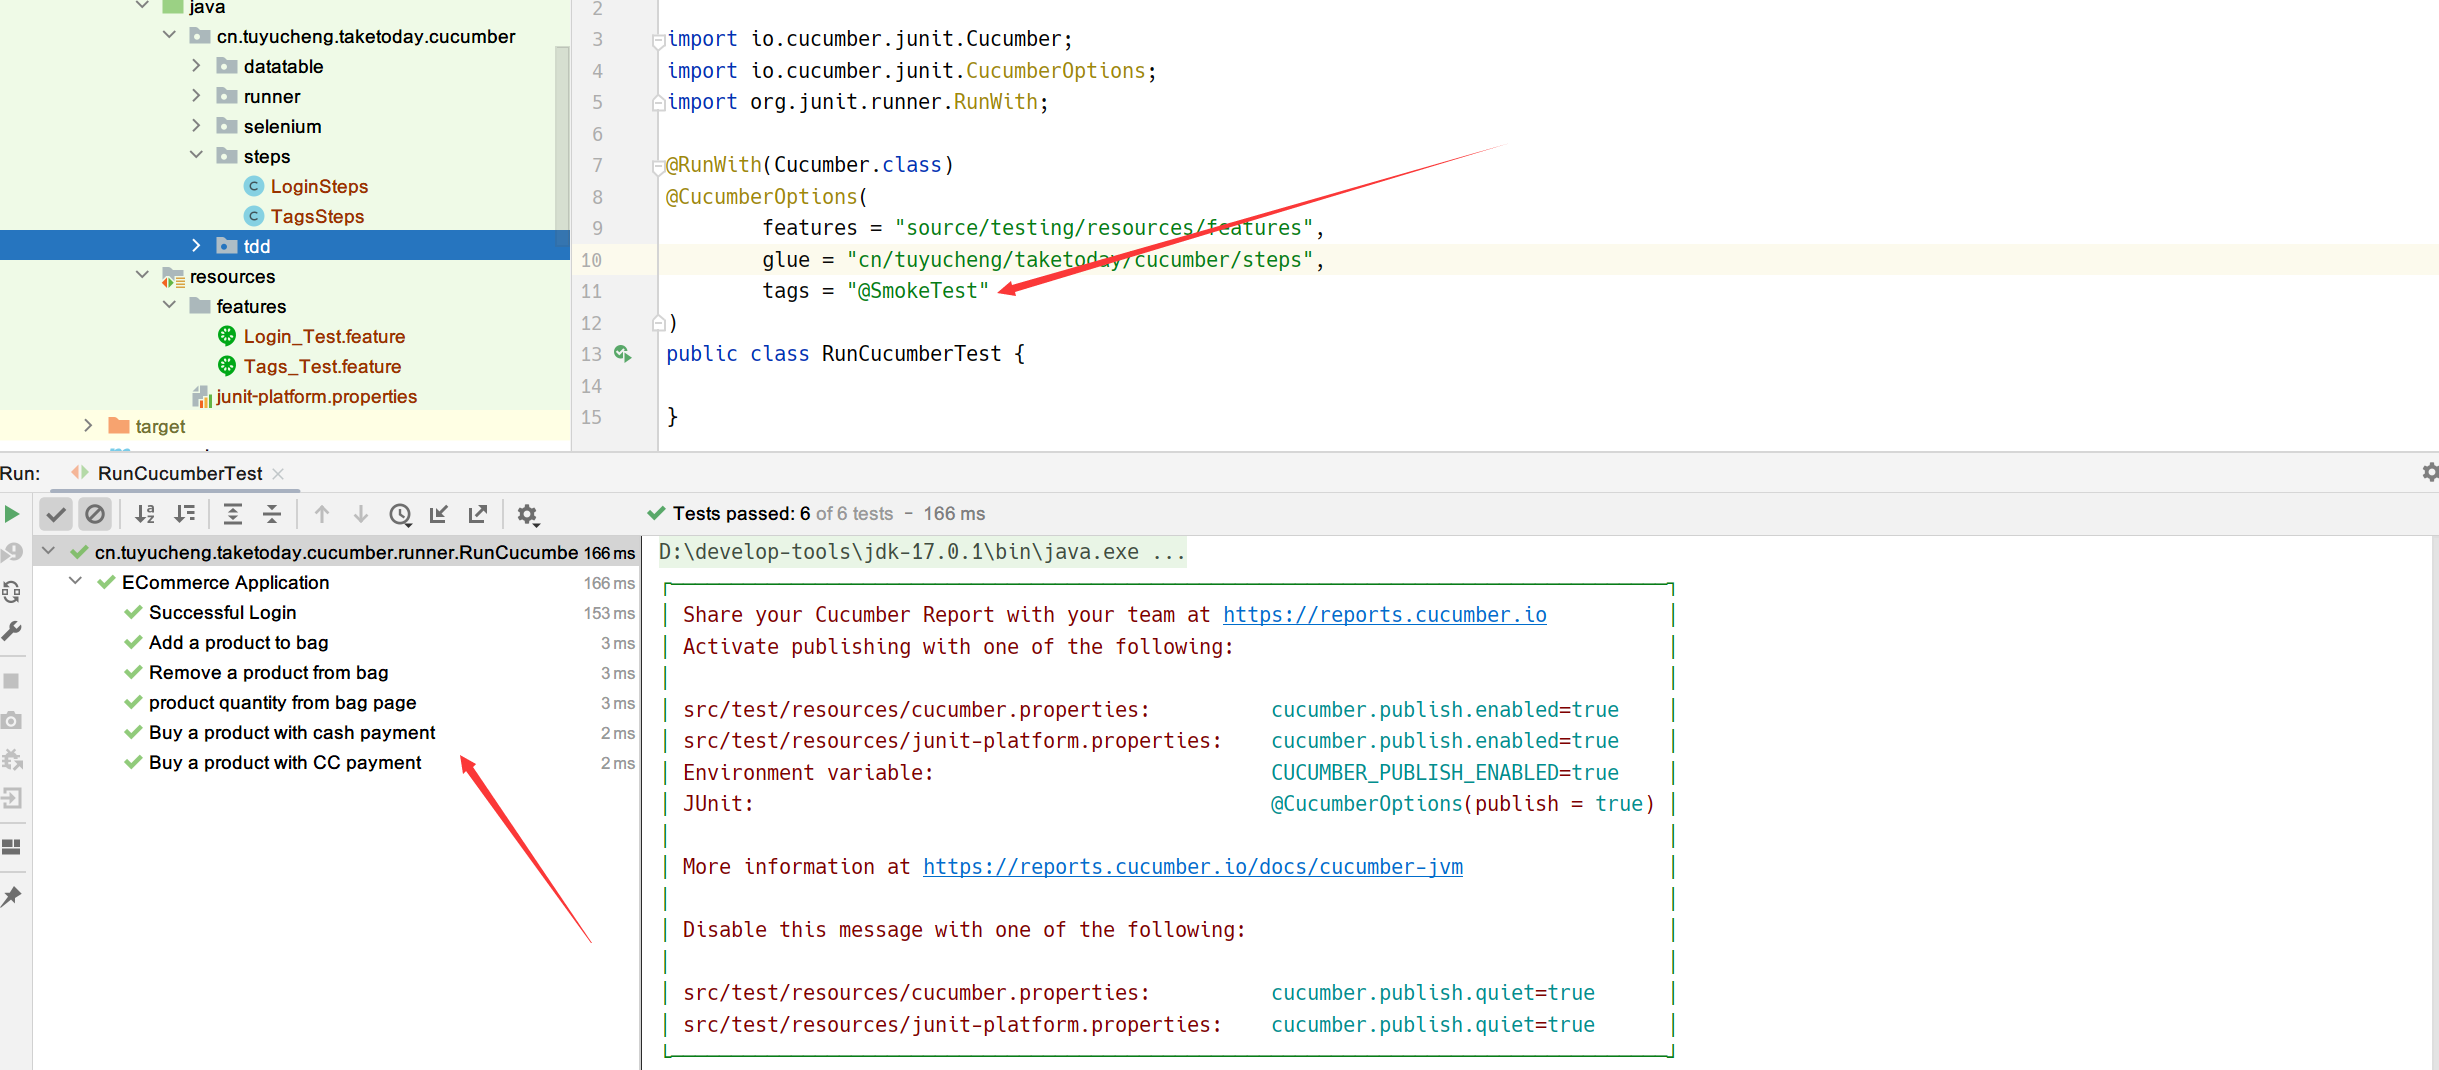 java
cn.tuyucheng.taketoday.cucumber
datatable
runner
selenium
steps
LoginSteps
TagsSteps
tdd
resources
features
Login_Test.feature
Tags_Test.feature
junit-platform.properties
target
2
3 import io.cucumber.junit.Cucumber;
4 import io.cucumber.junit.CucumberOptions;
5 import org.junit.runner.RunWith;
6
7 @RunWith(Cucumber.class)
8 @CucumberOptions(
9 features = "source/testing/resources/features",
10 glue = "cn/tuyucheng/taketoday/cucumber/steps",
11 tags = "@SmokeTest"
12 )
13 public class RunCucumberTest {
14
15 }
Run: RunCucumberTest
Tests passed: 6 of 6 tests – 166 ms
cn.tuyucheng.taketoday.cucumber.runner.RunCucumbe 166 ms
ECommerce Application 166 ms
Successful Login 153 ms
Add a product to bag 3 ms
Remove a product from bag 3 ms
product quantity from bag page 3 ms
Buy a product with cash payment 2 ms
Buy a product with CC payment 2 ms
D:\develop-tools\jdk-17.0.1\bin\java.exe ...
Share your Cucumber Report with your team at https://reports.cucumber.io
Activate publishing with one of the following:
src/test/resources/cucumber.properties: cucumber.publish.enabled=true
src/test/resources/junit-platform.properties: cucumber.publish.enabled=true
Environment variable: CUCUMBER_PUBLISH_ENABLED=true
JUnit: @CucumberOptions(publish = true)
More information at https://reports.cucumber.io/docs/cucumber-jvm
Disable this message with one of the following:
src/test/resources/cucumber.properties: cucumber.publish.quiet=true
src/test/resources/junit-platform.properties: cucumber.publish.quiet=true